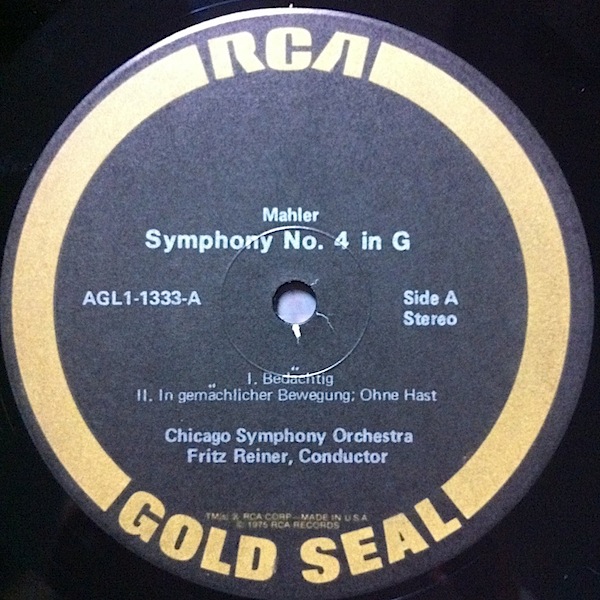 RCA
Mahler
Symphony No. 4 in G
AGL1-1333-A
Side A
Stereo
I. Bedächtig
II. In gemächlicher Bewegung; Ohne Hast
Chicago Symphony Orchestra
Fritz Reiner, Conductor
RCA CORP—MADE IN U.S.A.
© 1975 RCA RECORDS
GOLD SEAL